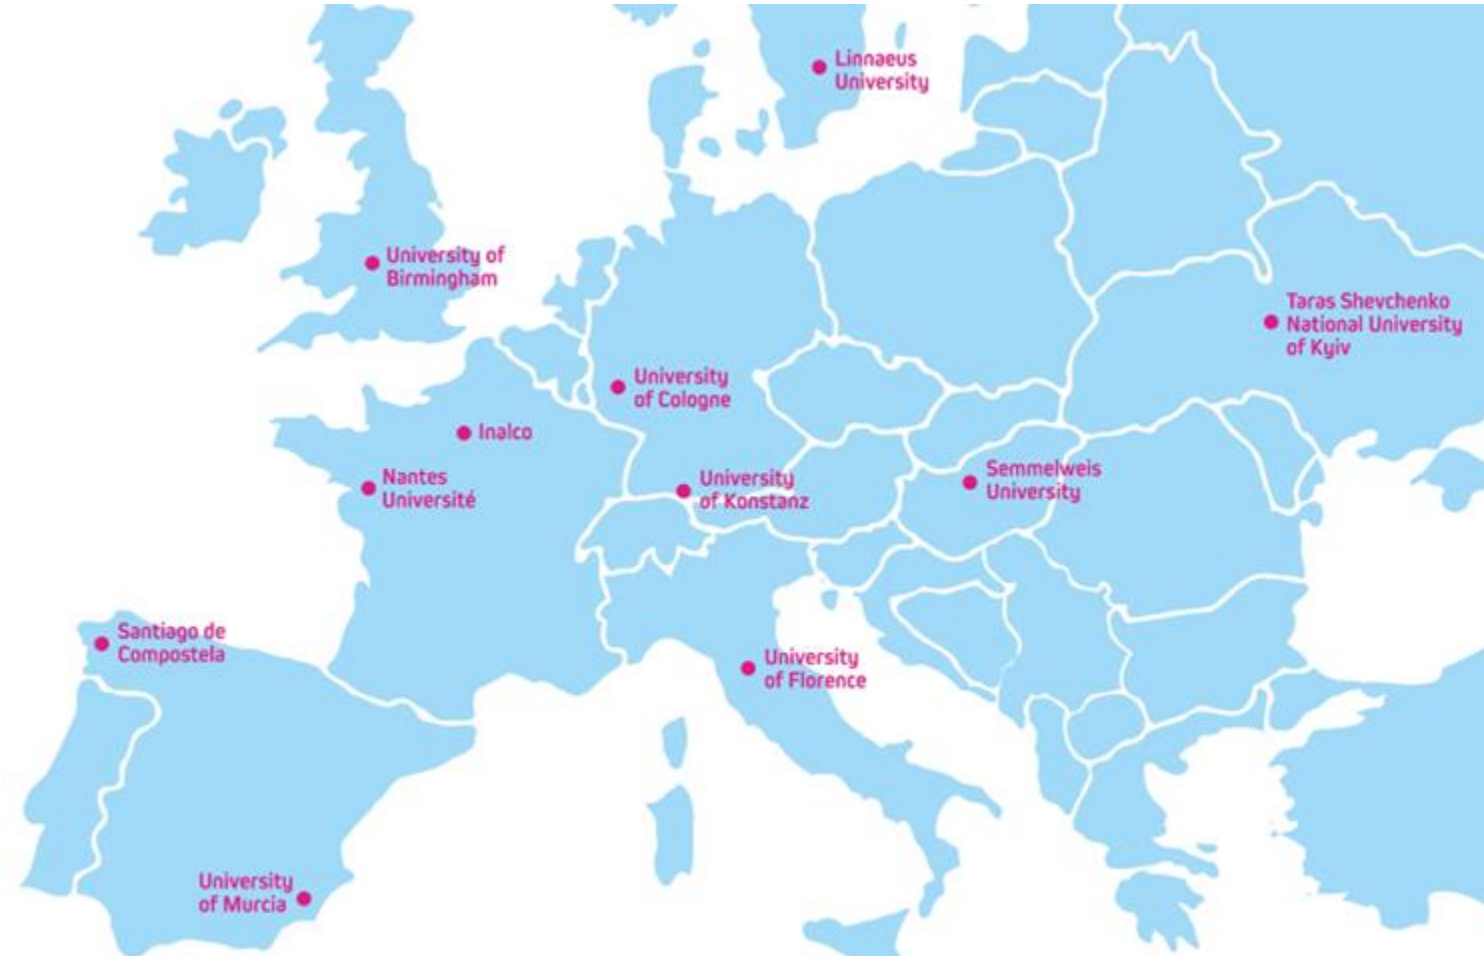 Linnaeus
University
University of
Birmingham
Taras Shevchenko
National University
of Kyiv
University
of Cologne
Inalco
Nantes
Université
University
of Konstanz
Semmelweis
University
Santiago de
Compostela
University
of Florence
University
of Murcia